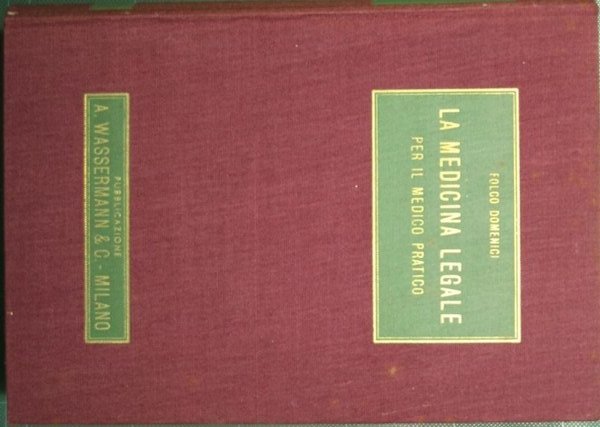 FOLCO DOMENICI
LA MEDICINA LEGALE
PER IL MEDICO PRATICO
PUBBLICAZIONE
A. WASSERMANN & C. - MILANO